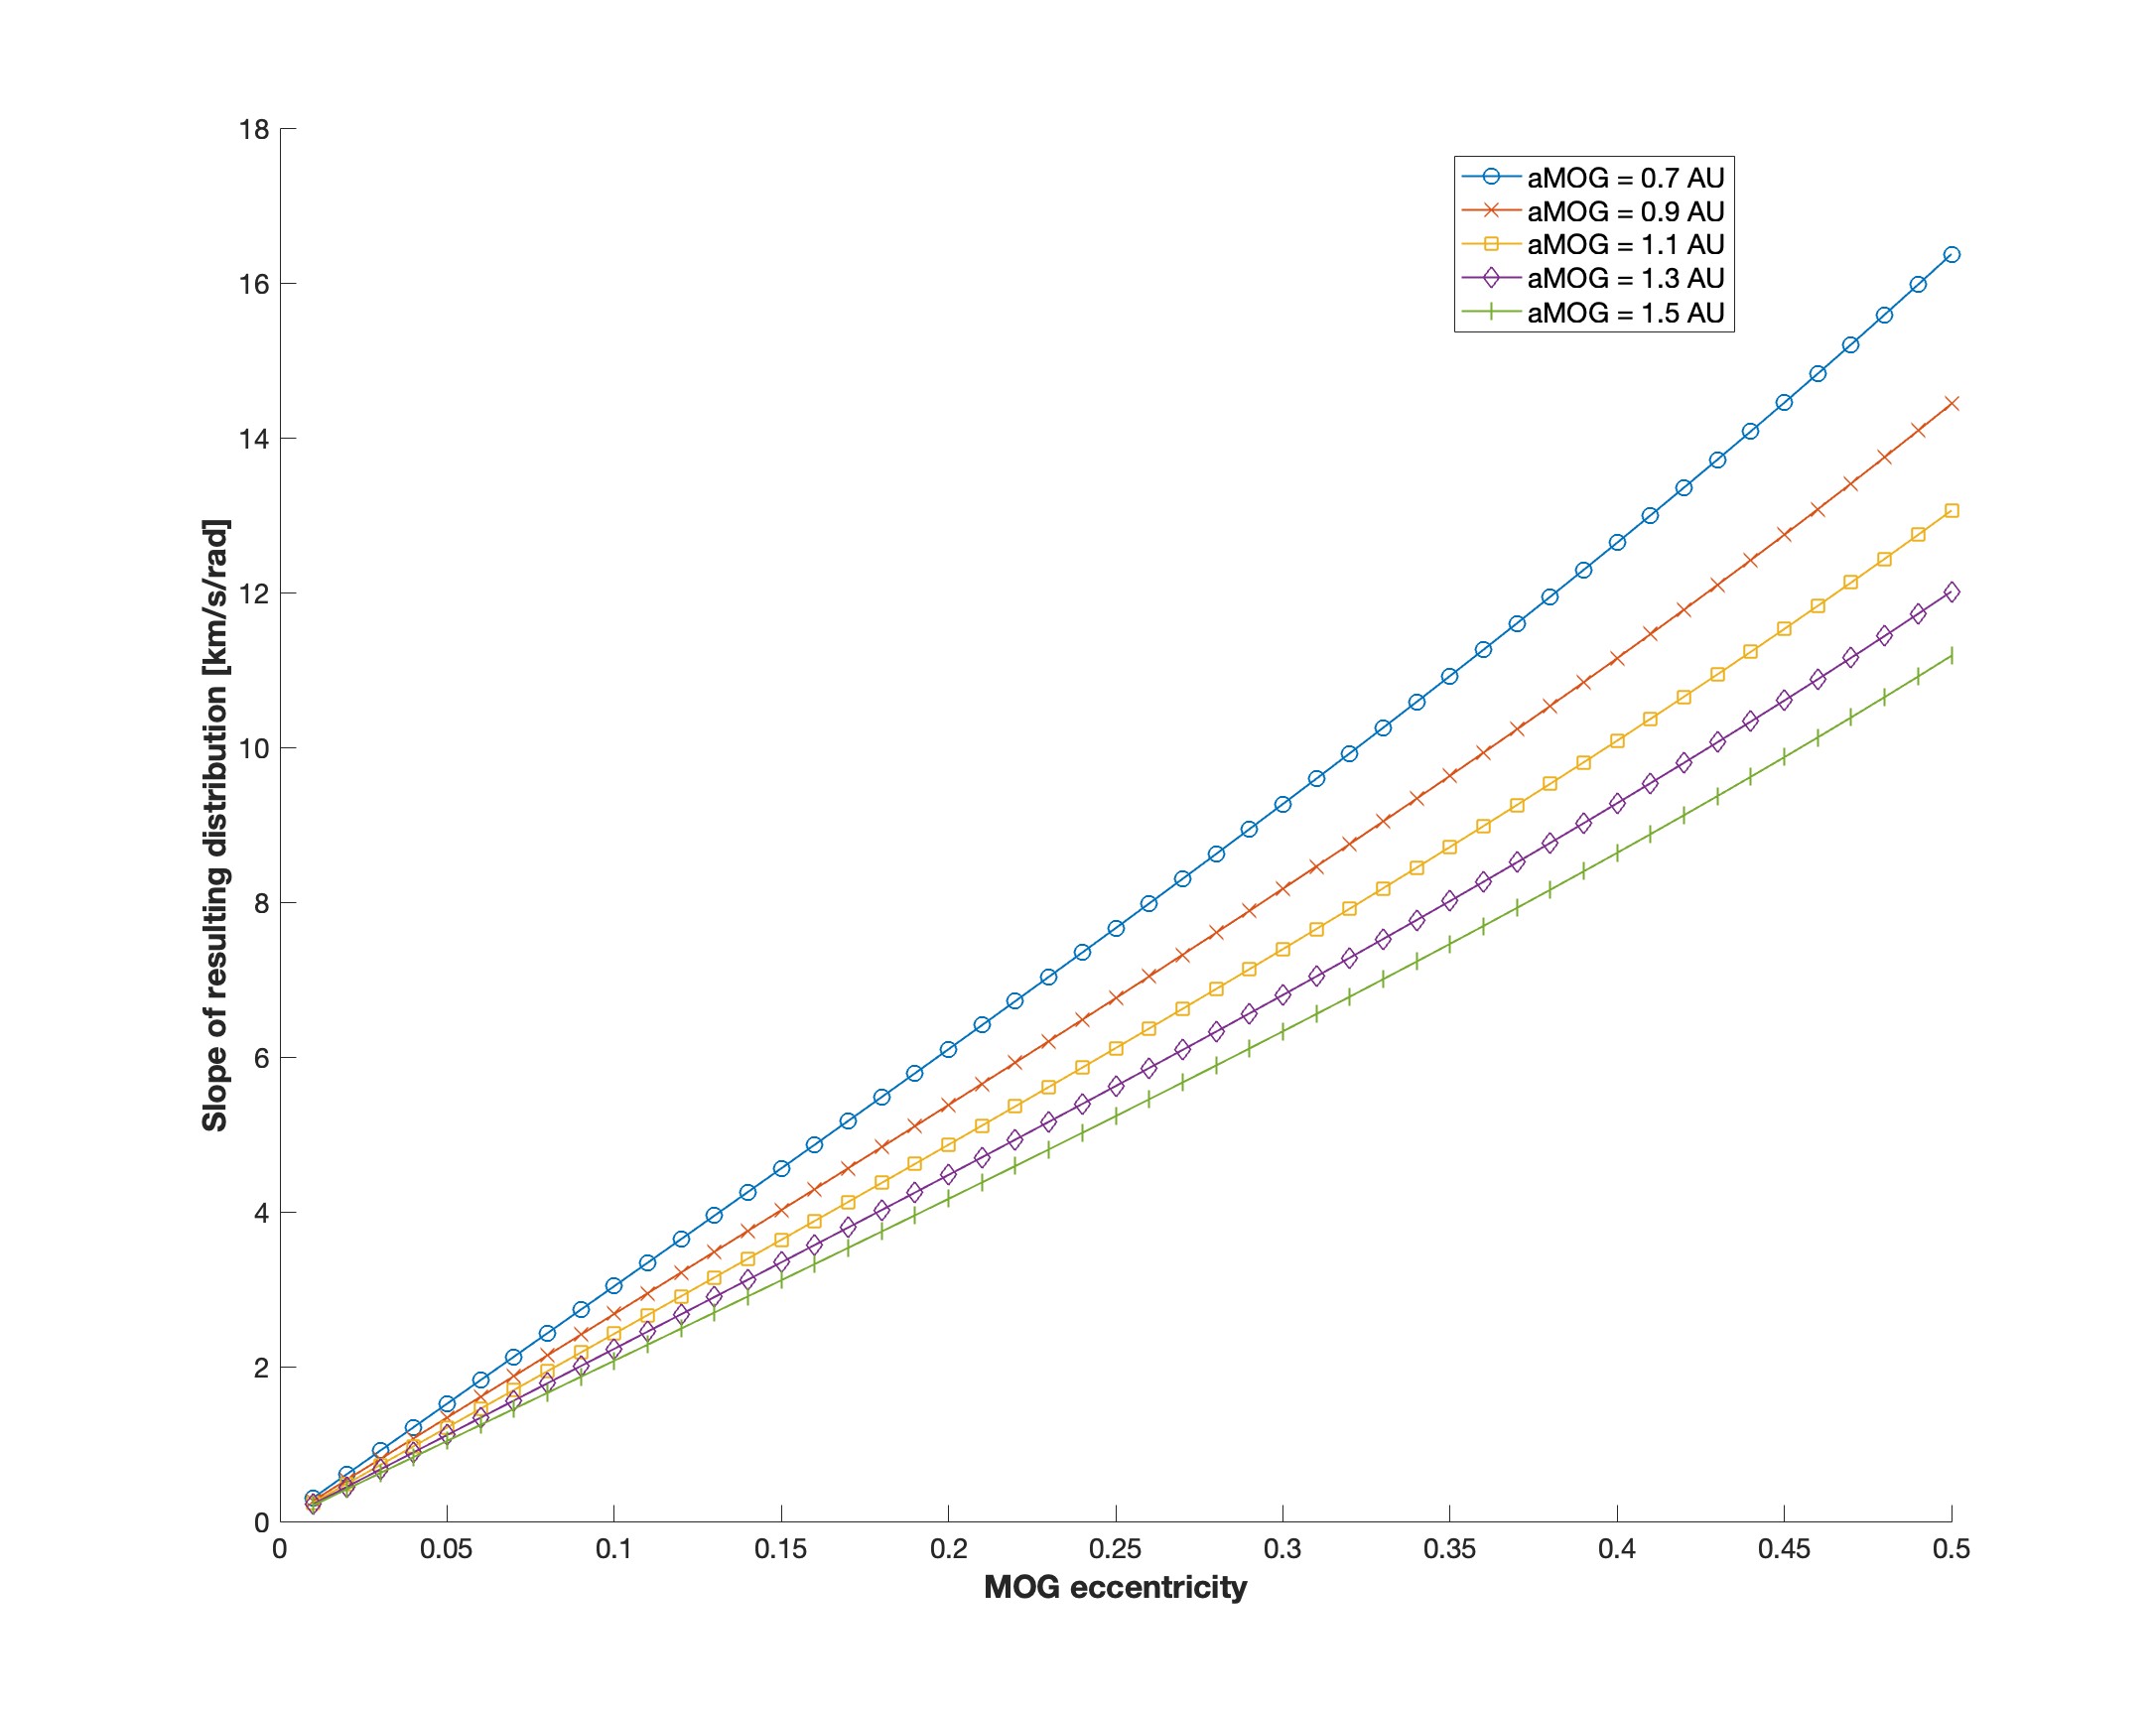 18
16
14
12
10
8
6
4
2
0
Slope of resulting distribution [km/s/rad]
aMOG = 0.7 AU
aMOG = 0.9 AU
aMOG = 1.1 AU
aMOG = 1.3 AU
aMOG = 1.5 AU
0 0.05 0.1 0.15 0.2 0.25 0.3 0.35 0.4 0.45 0.5
MOG eccentricity